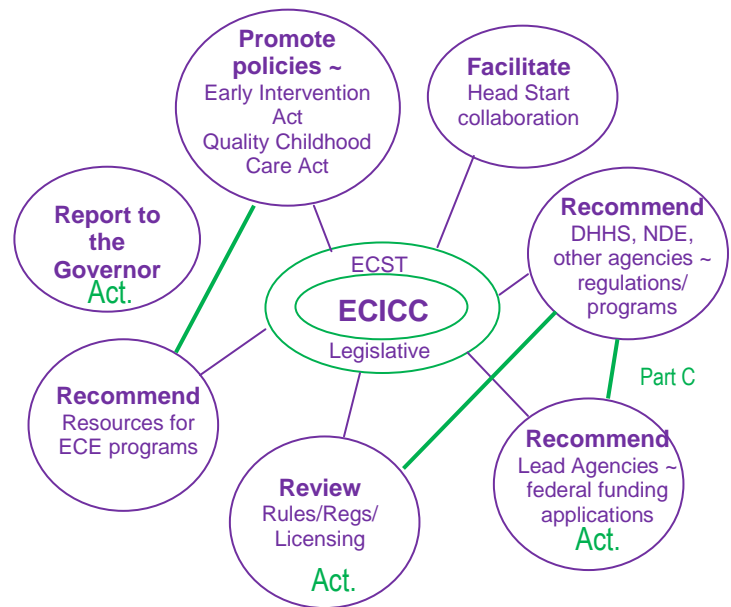 Promote
policies ~
Early Intervention
Act
Quality Childhood
Care Act
Facilitate
Head Start
collaboration
Report to
the
Governor
Act.
Recommend
DHHS, NDE,
other agencies ~
regulations/
programs
ECST
ECICC
Legislative
Part C
Recommend
Resources for
ECE programs
Review
Rules/Regs/
Licensing
Act.
Recommend
Lead Agencies ~
federal funding
applications
Act.